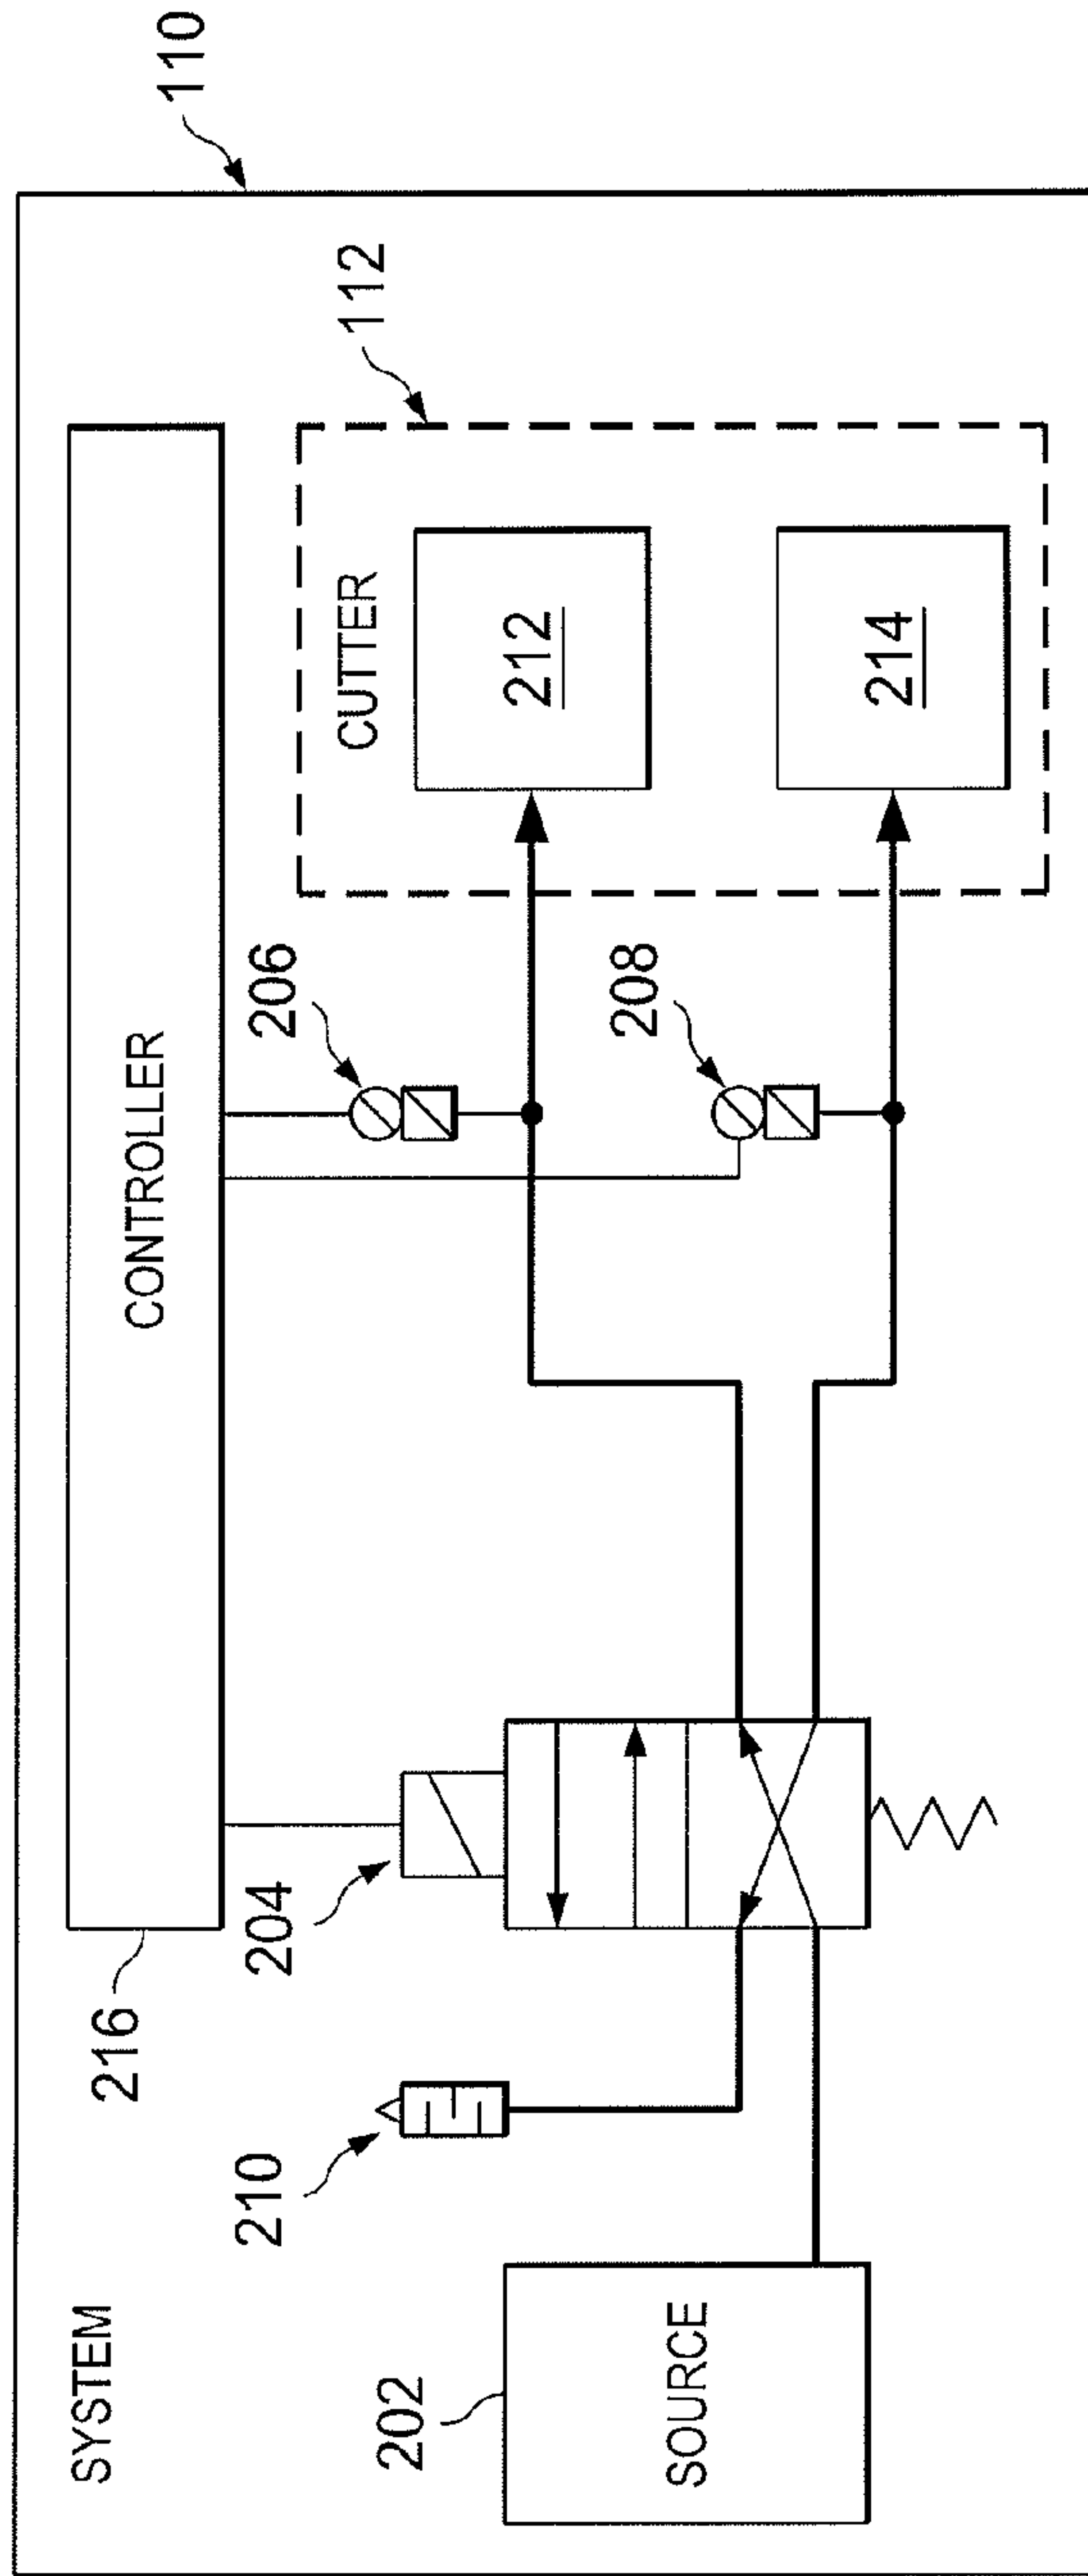 SYSTEM
110
216
CONTROLLER
112
CUTTER
212
214
206
208
204
210
202
SOURCE